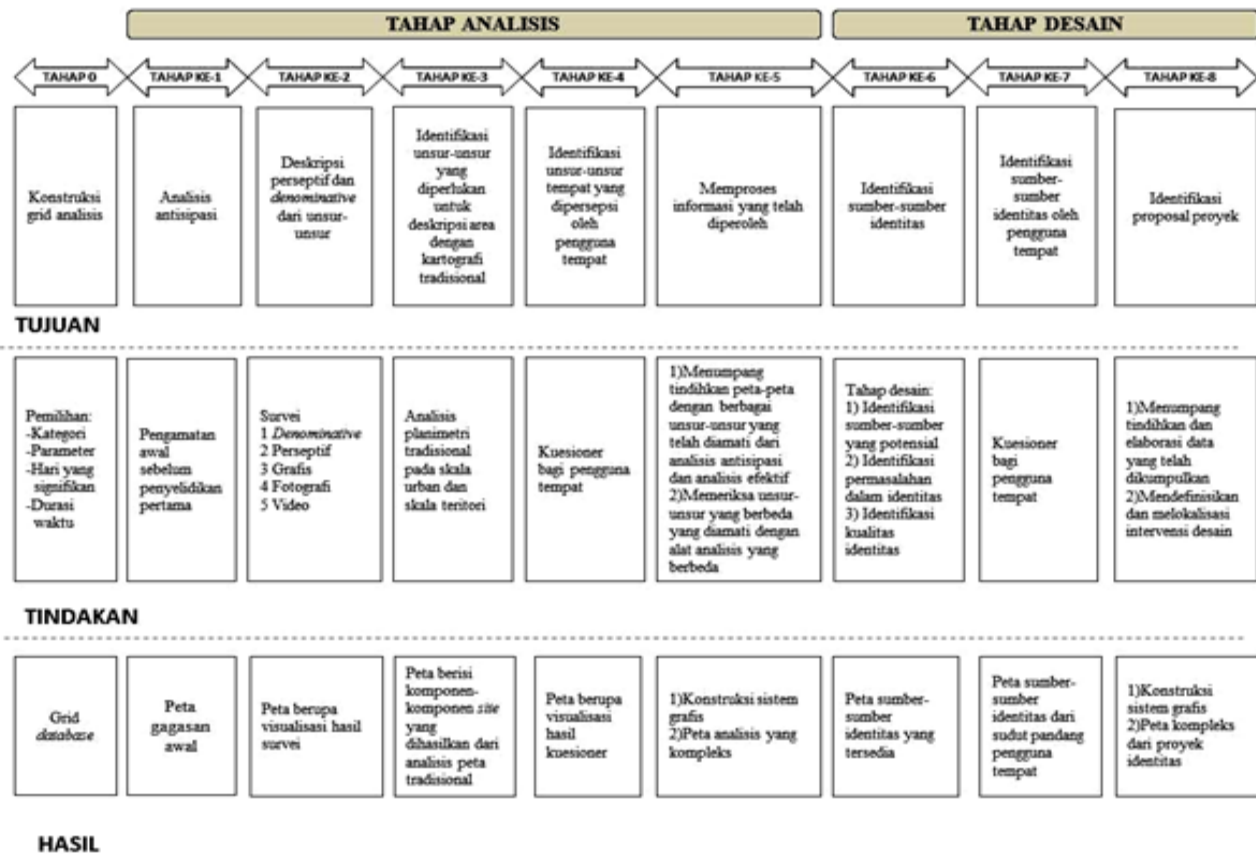 TAHAP ANALISIS
TAHAP DESAIN
TAHAP 0
TAHAP KE-1
TAHAP KE-2
TAHAP KE-3
TAHAP KE-4
TAHAP KE-5
TAHAP KE-6
TAHAP KE-7
TAHAP KE-8
Konstruksi
grid analisis
Analisis
antisipasi
Deskripsi
perseptif dan
denominative
dari unsur-
unsur
Identifikasi
unsur-unsur
yang
diperlukan
untuk
deskripsi area
dengan
kartografi
tradisional
Identifikasi
unsur-unsur
tempat yang
dipersepsi
oleh
pengguna
tempat
Memproses
informasi yang telah
diperoleh
Identifikasi
sumber-sumber
identitas
Identifikasi
sumber-
sumber
identitas oleh
pengguna
tempat
Identifikasi
proposal proyek
TUJUAN
Pemilihan:
-Kategori
-Parameter
-Hari yang
signifikan
-Durasi
waktu
Pengamatan
awal
sebelum
penyelidikan
pertama
Survei
1 Denominative
2 Perseptif
3 Grafis
4 Fotografi
5 Video
Analisis
planimetri
tradisional
pada skala
urban dan
skala teritori
Kuesioner
bagi pengguna
tempat
1)Menumpang
tindihkan peta-peta
dengan berbagai
unsur-unsur yang
telah diamati dari
analisis antisipasi
dan analisis efektif
2)Memeriksa unsur-
unsur yang berbeda
yang diamati dengan
alat analisis yang
berbeda
Tahap desain:
1) Identifikasi
sumber-sumber
yang potensial
2) Identifikasi
permasalahan
dalam identitas
3) Identifikasi
kualitas
identitas
Kuesioner
bagi
pengguna
tempat
1)Menumpang
tindihkan dan
elaborasi data
yang telah
dikumpulkan
2)Mendefinisikan
dan melokalisasi
intervensi desain
TINDAKAN
Grid
database
Peta
gagasan
awal
Peta berupa
visualisasi hasil
survei
Peta berisi
komponen-
komponen site
yang
dihasilkan dari
analisis peta
tradisional
Peta berupa
visualisasi
hasil
kuesioner
1)Konstruksi sistem
grafis
2)Peta analisis yang
kompleks
Peta sumber-
sumber
identitas yang
tersedia
Peta sumber-
sumber
identitas dari
sudut pandang
pengguna
tempat
1)Konstruksi
sistem grafis
2)Peta kompleks
dari proyek
identitas
HASIL